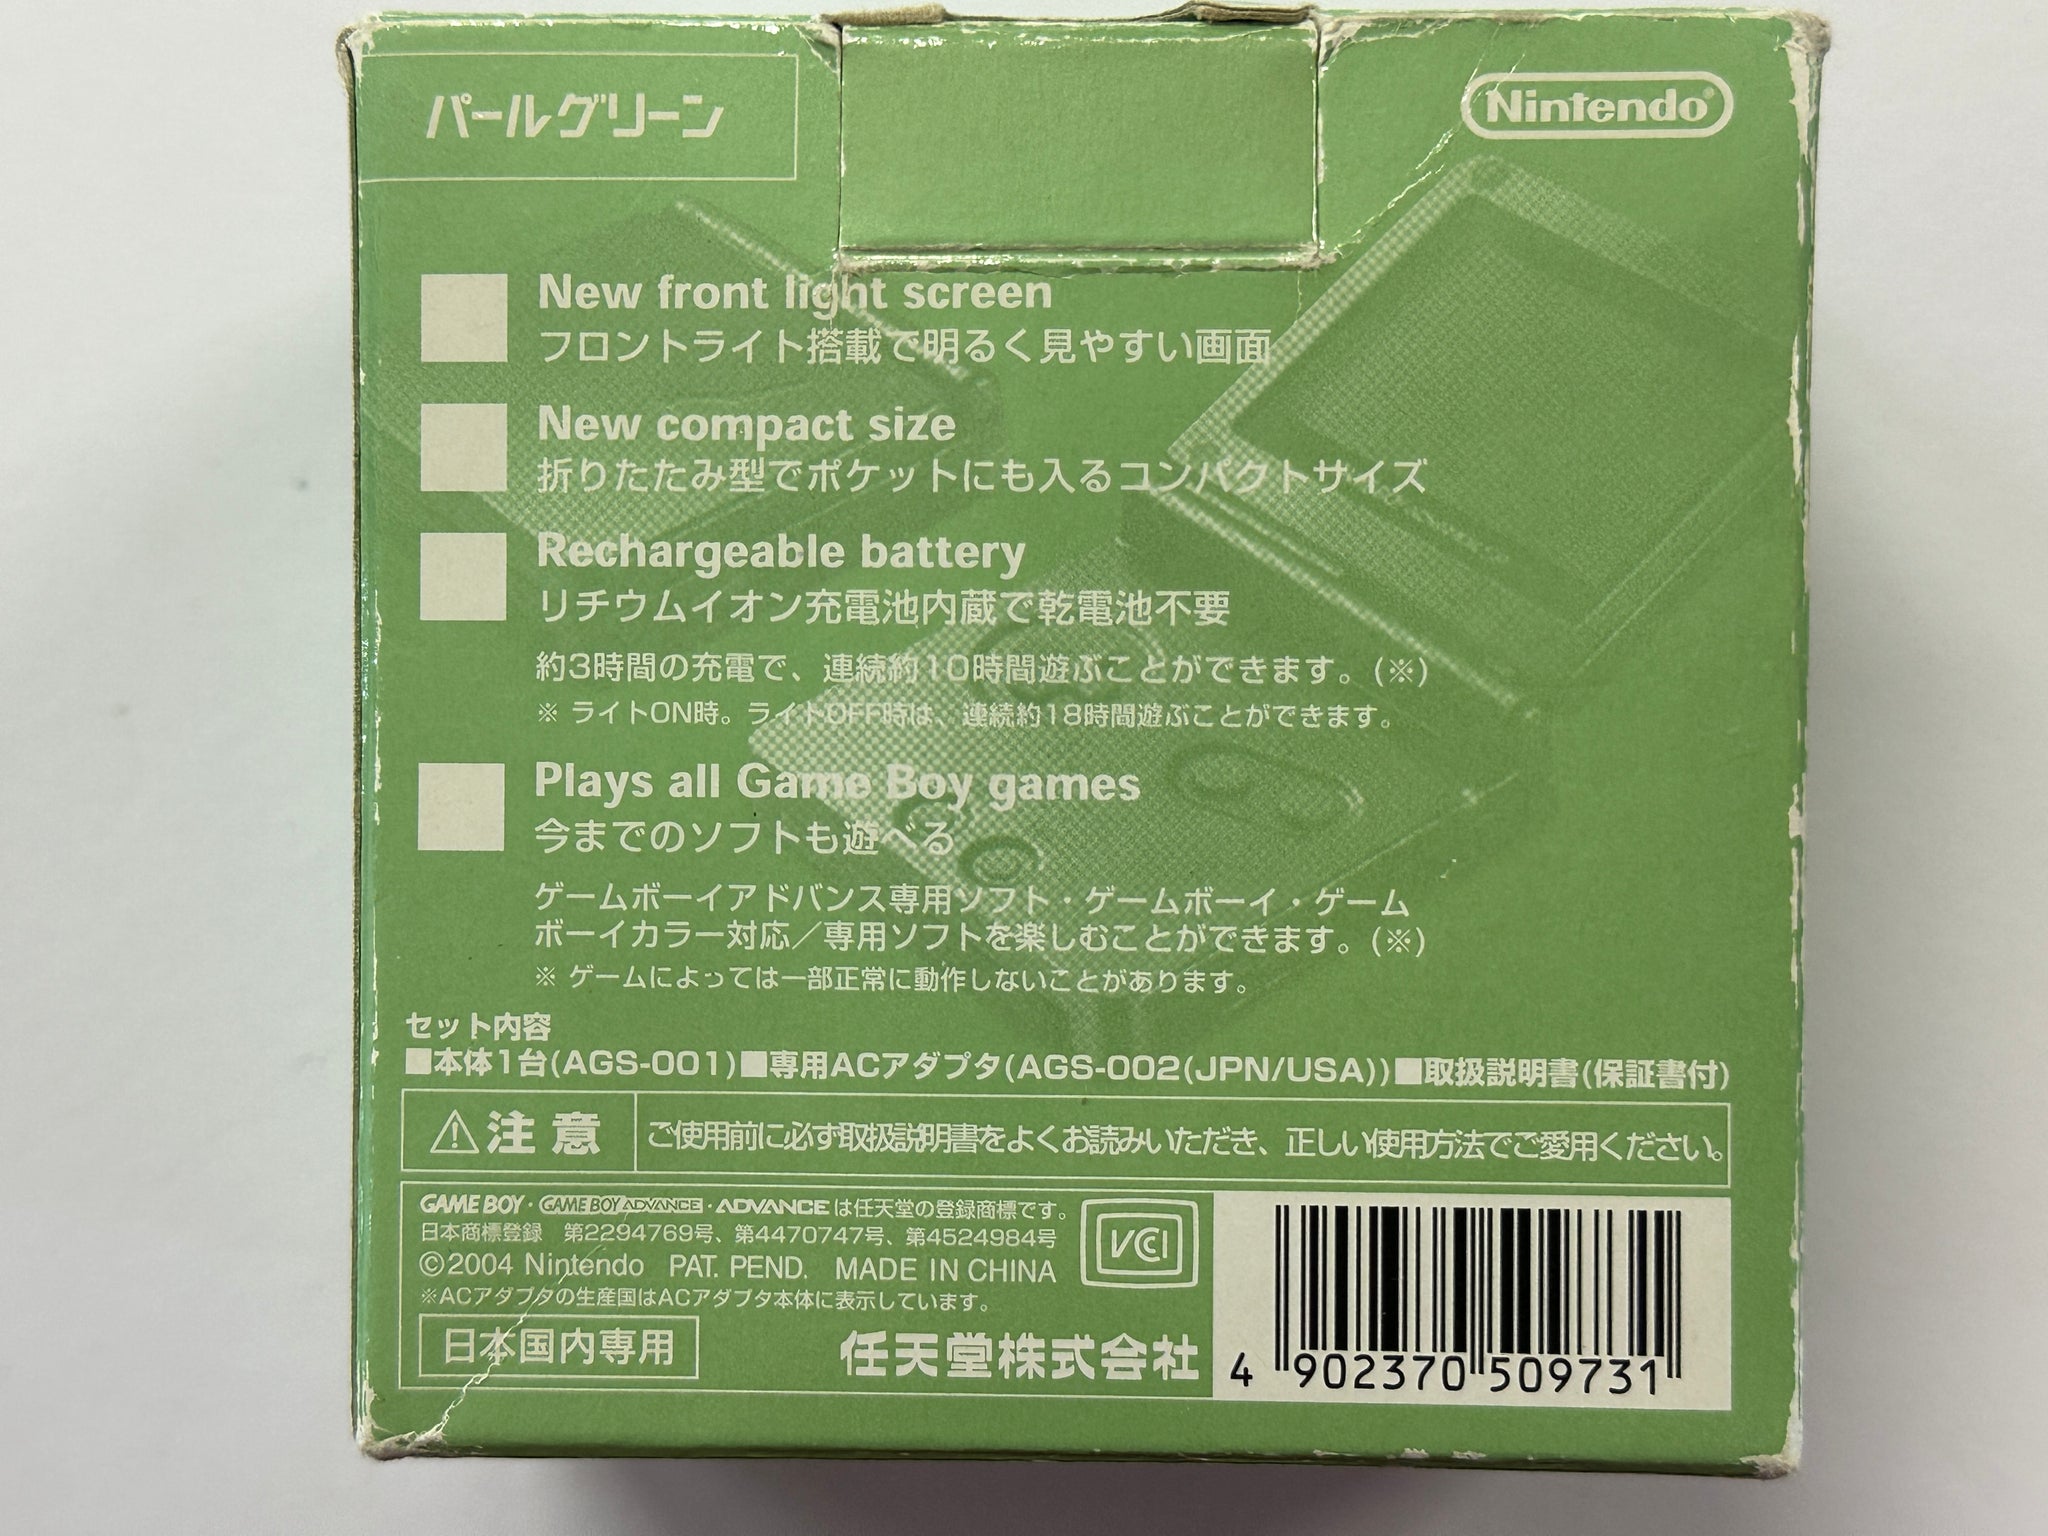 パールグリーン
Nintendo®
New front light screen
フロントライト搭載で明るく見やすい画面
New compact size
折りたたみ型でポケットにも入るコンパクトサイズ
Rechargeable battery
リチウムイオン充電池内蔵で乾電池不要
約3時間の充電で、連続約10時間遊ぶことができます。(※)
※ ライトON時。ライトOFF時は、連続約18時間遊ぶことができます。
Plays all Game Boy games
今までのソフトも遊べる
ゲームボーイアドバンス専用ソフト・ゲームボーイ・ゲーム
ボーイカラー対応／専用ソフトを楽しむことができます。(※)
※ ゲームによっては一部正常に動作しないことがあります。
セット内容
■本体1台(AGS-001)■専用ACアダプタ(AGS-002(JPN/USA))■取扱説明書(保証書付)
⚠注意 ご使用前に必ず取扱説明書をよくお読みいただき、正しい使用方法でご愛用ください。
GAME BOY・GAME BOY ADVANCE・ADVANCEは任天堂の登録商標です。
日本商標登録 第2294769号、第4470747号、第4524984号
©2004 Nintendo PAT. PEND. MADE IN CHINA
※ACアダプタの生産国はACアダプタ本体に表示しています。
VCCI
日本国内専用
任天堂株式会社
4 902370 509731